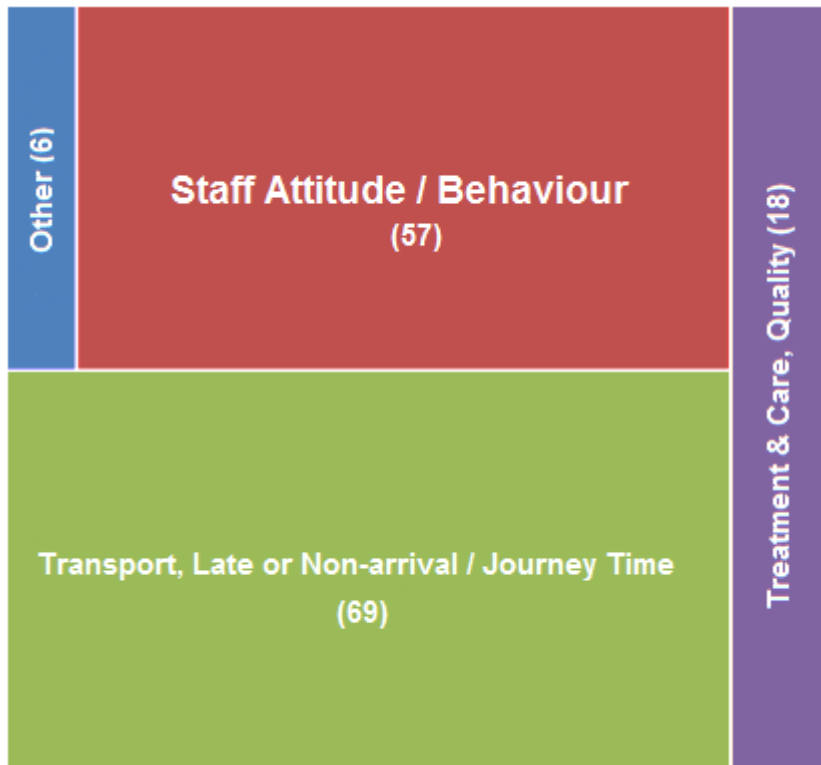 Other (6)
Staff Attitude / Behaviour
(57)
Treatment & Care, Quality (18)
Transport, Late or Non-arrival / Journey Time
(69)